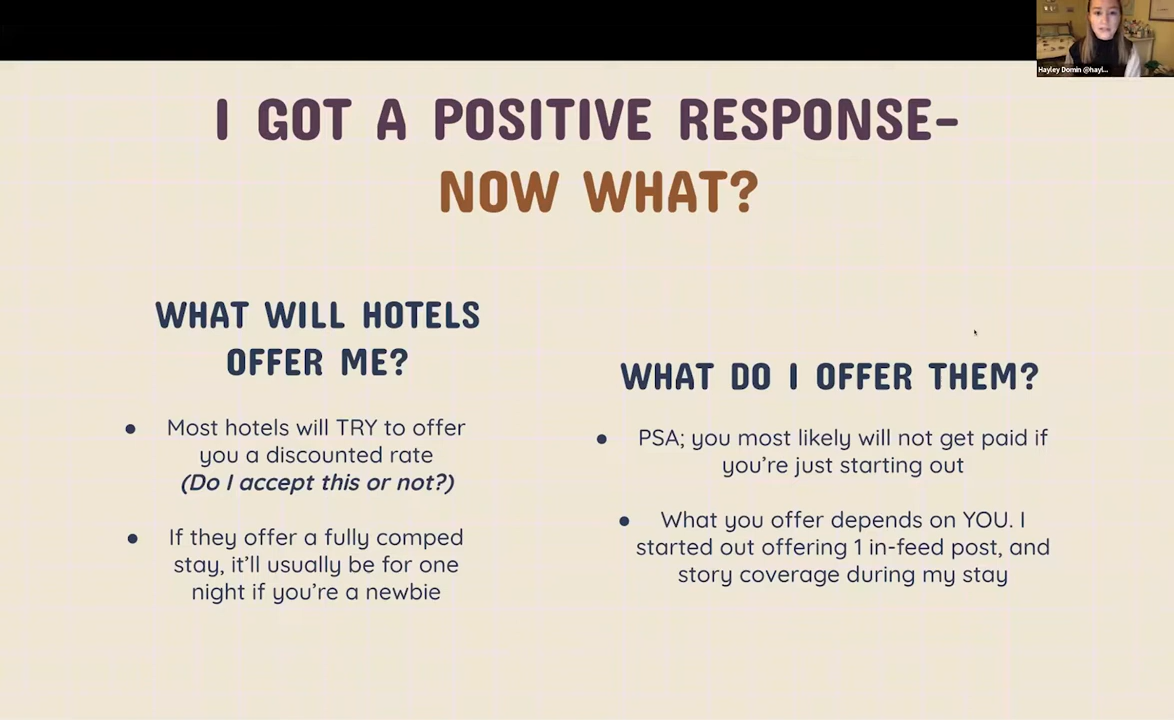 Hayley Domin @hayl...
I GOT A POSITIVE RESPONSE-
NOW WHAT?
WHAT WILL HOTELS
OFFER ME?
● Most hotels will TRY to offer
you a discounted rate
(Do I accept this or not?)
● If they offer a fully comped
stay, it'll usually be for one
night if you're a newbie
WHAT DO I OFFER THEM?
● PSA; you most likely will not get paid if
you're just starting out
● What you offer depends on YOU. I
started out offering 1 in-feed post, and
story coverage during my stay